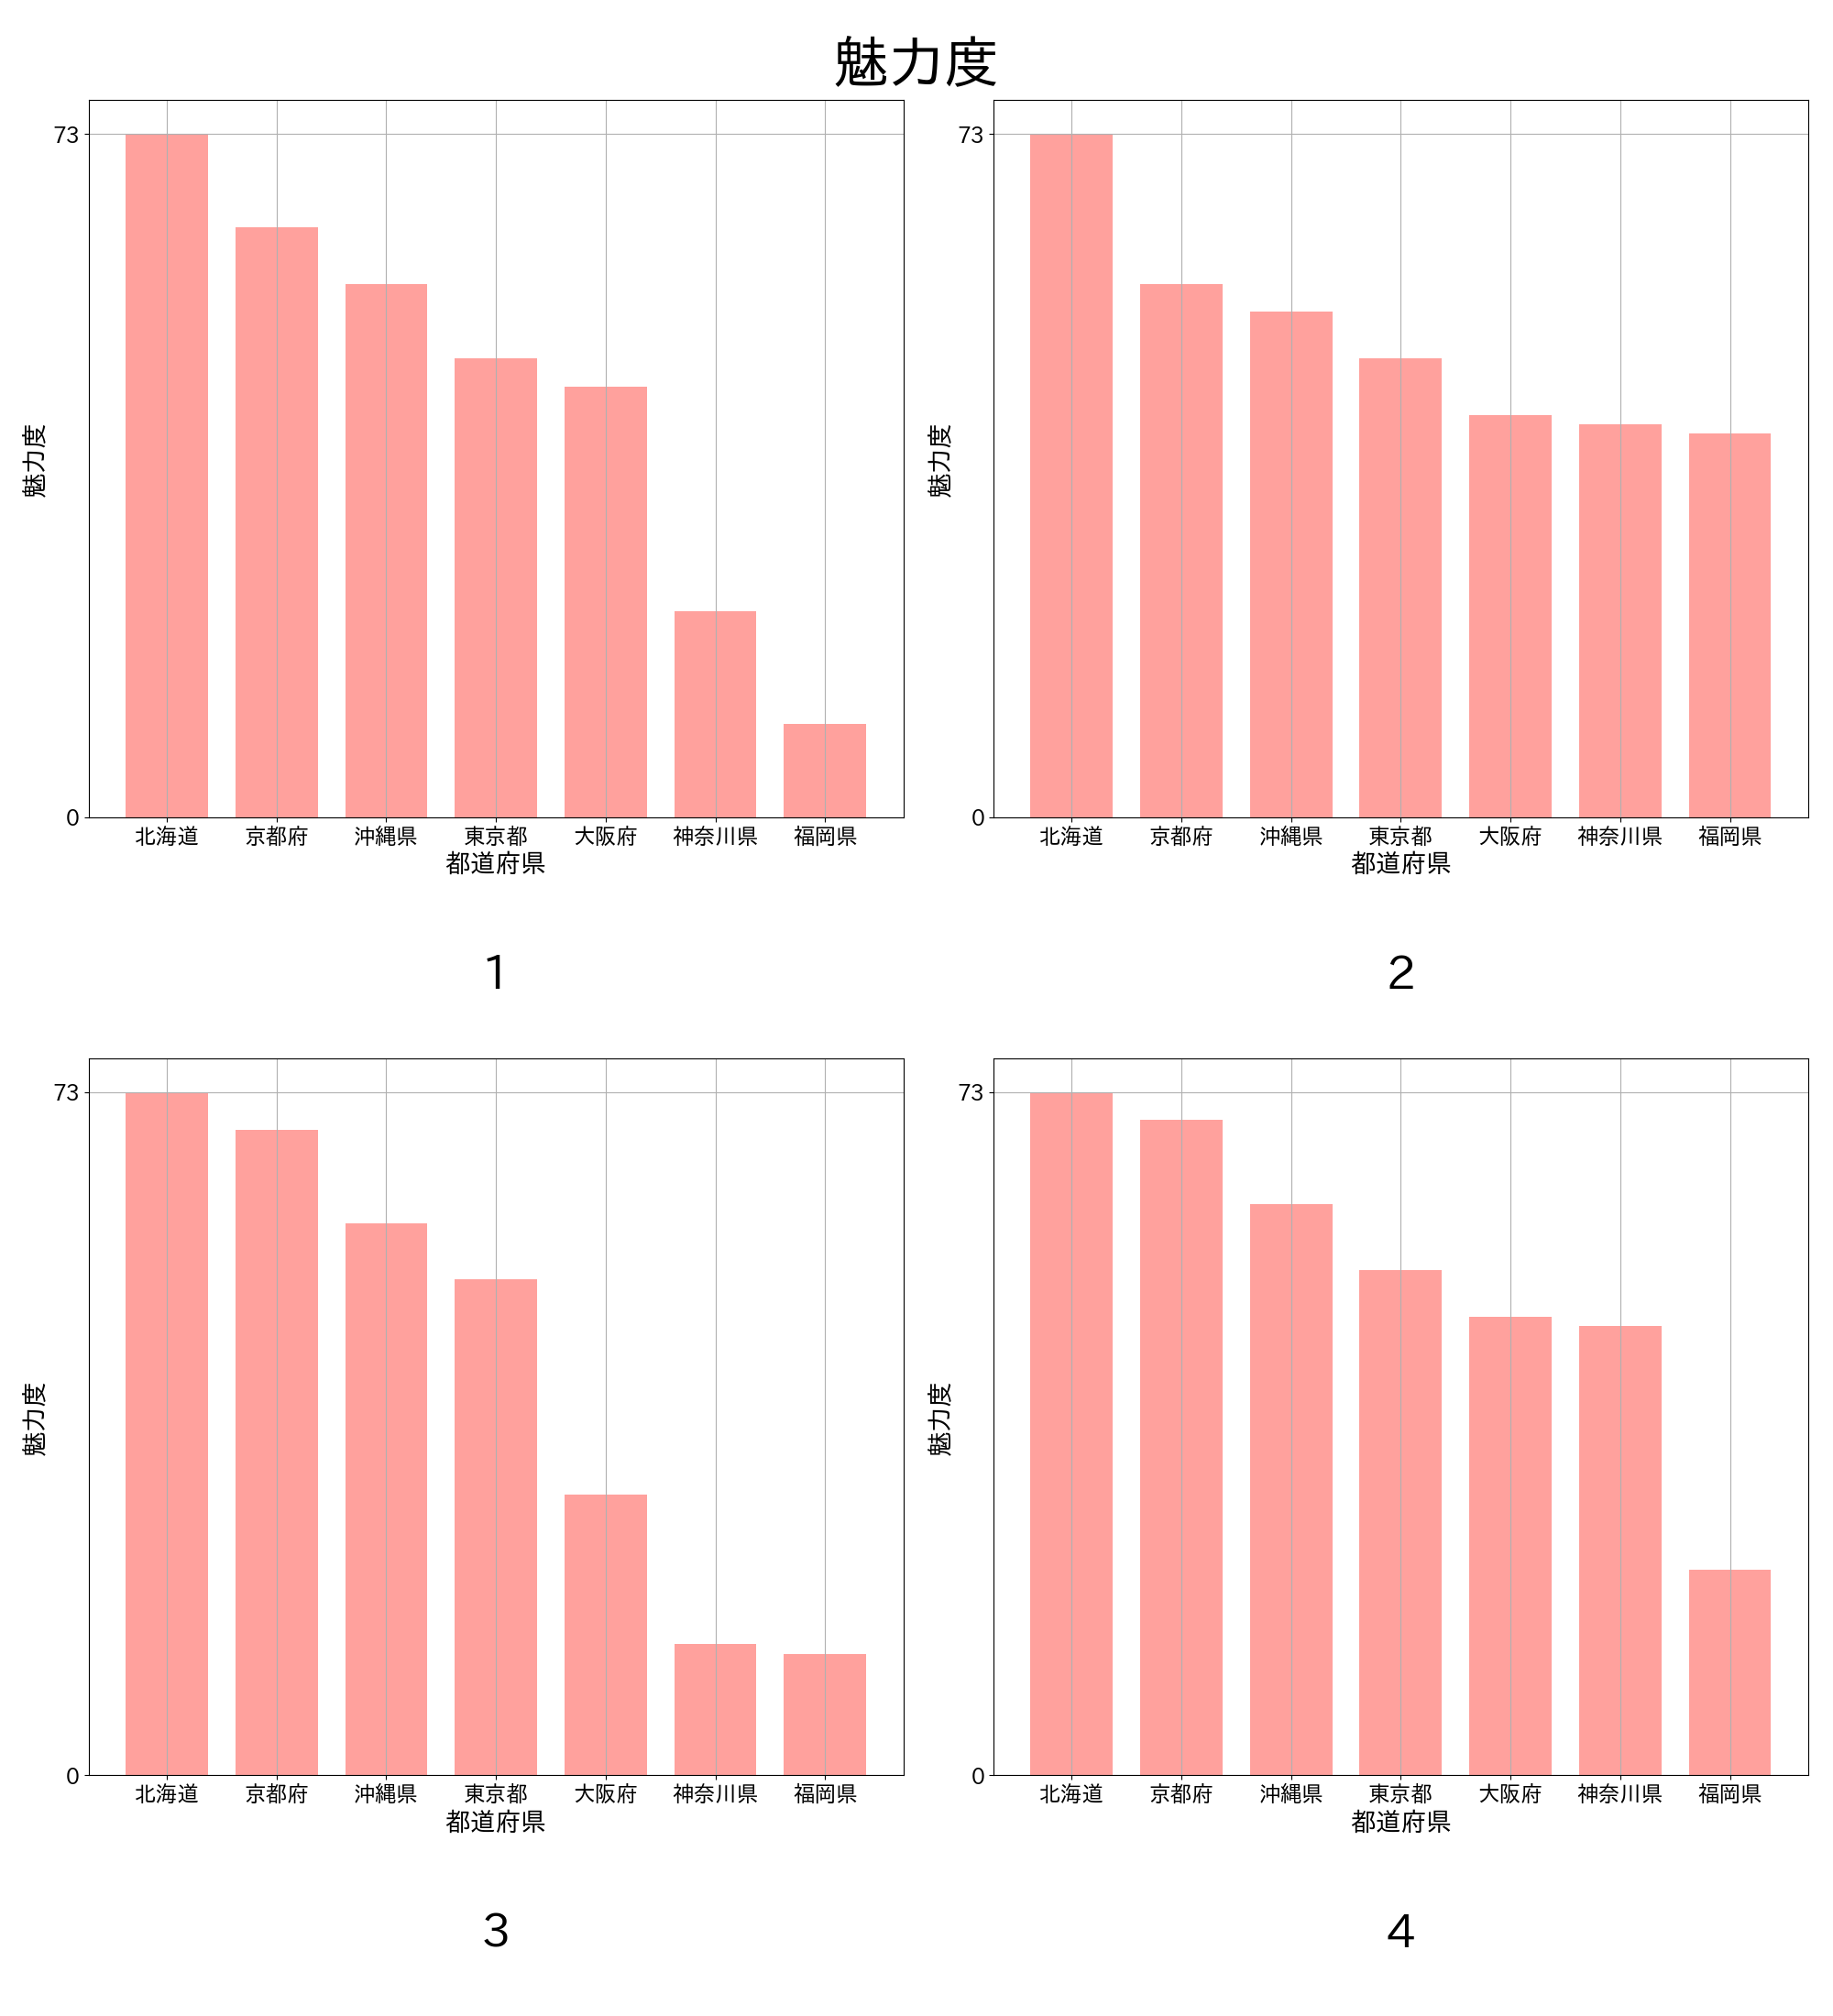 魅力度
73
0
魅力度
北海道 京都府 沖縄県 東京都 大阪府 神奈川県 福岡県
都道府県
1
73
0
魅力度
北海道 京都府 沖縄県 東京都 大阪府 神奈川県 福岡県
都道府県
2
73
0
魅力度
北海道 京都府 沖縄県 東京都 大阪府 神奈川県 福岡県
都道府県
3
73
0
魅力度
北海道 京都府 沖縄県 東京都 大阪府 神奈川県 福岡県
都道府県
4